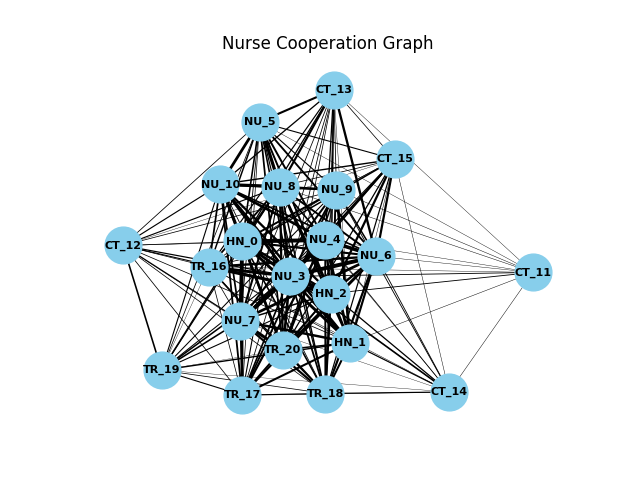 Nurse Cooperation Graph
CT_13
NU_5
CT_15
NU_10
NU_8
NU_9
HN_0
NU_4
CT_12
NU_6
TR_16
CT_11
NU_3
HN_2
NU_7
HN_1
TR_20
TR_19
CT_14
TR_17
TR_18